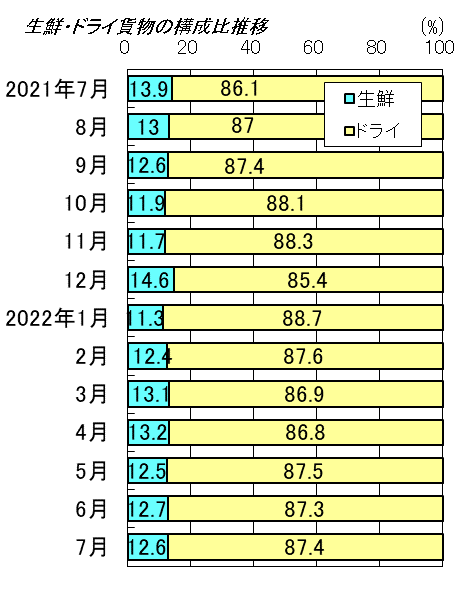 生鮮・ドライ貨物の構成比推移 (%)
0 20 40 60 80 100
2021年7月 13.9 86.1
8月 13 87
9月 12.6 87.4
10月 11.9 88.1
11月 11.7 88.3
12月 14.6 85.4
2022年1月 11.3 88.7
2月 12.4 87.6
3月 13.1 86.9
4月 13.2 86.8
5月 12.5 87.5
6月 12.7 87.3
7月 12.6 87.4
生鮮
ドライ